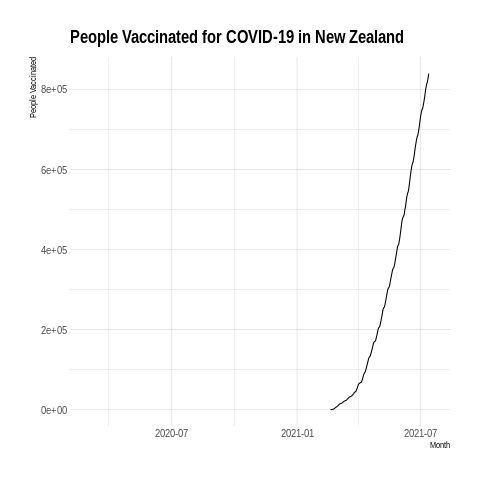 People Vaccinated for COVID-19 in New Zealand
People Vaccinated
8e+05
6e+05
4e+05
2e+05
0e+00
2020-07
2021-01
2021-07
Month